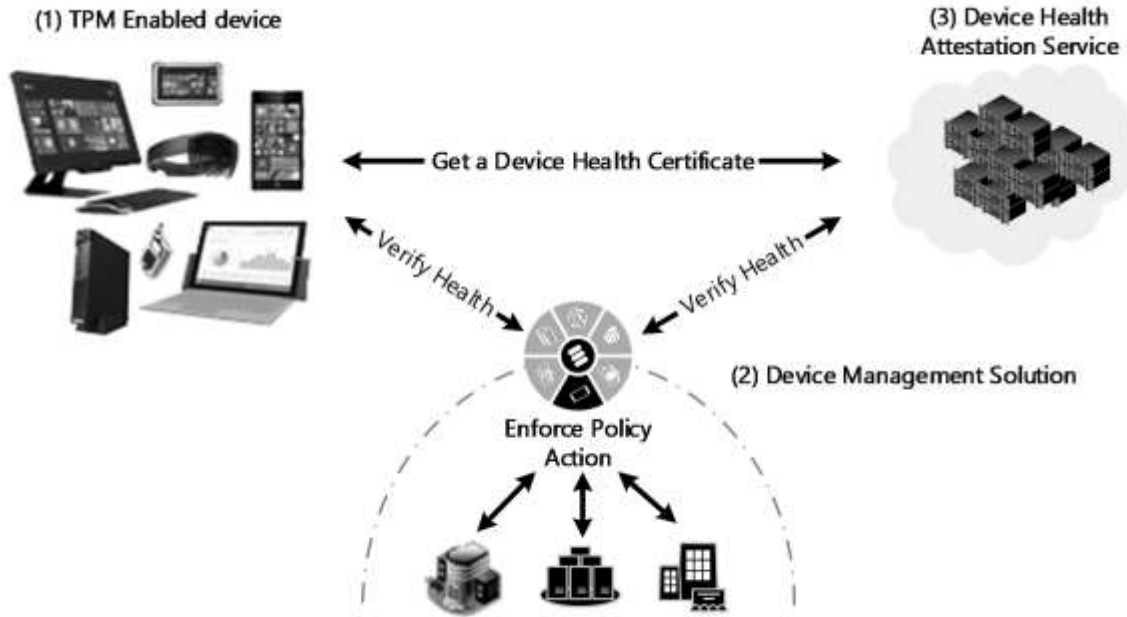 (1) TPM Enabled device
(3) Device Health
Attestation Service
Get a Device Health Certificate
Verify Health
Verify Health
(2) Device Management Solution
Enforce Policy
Action